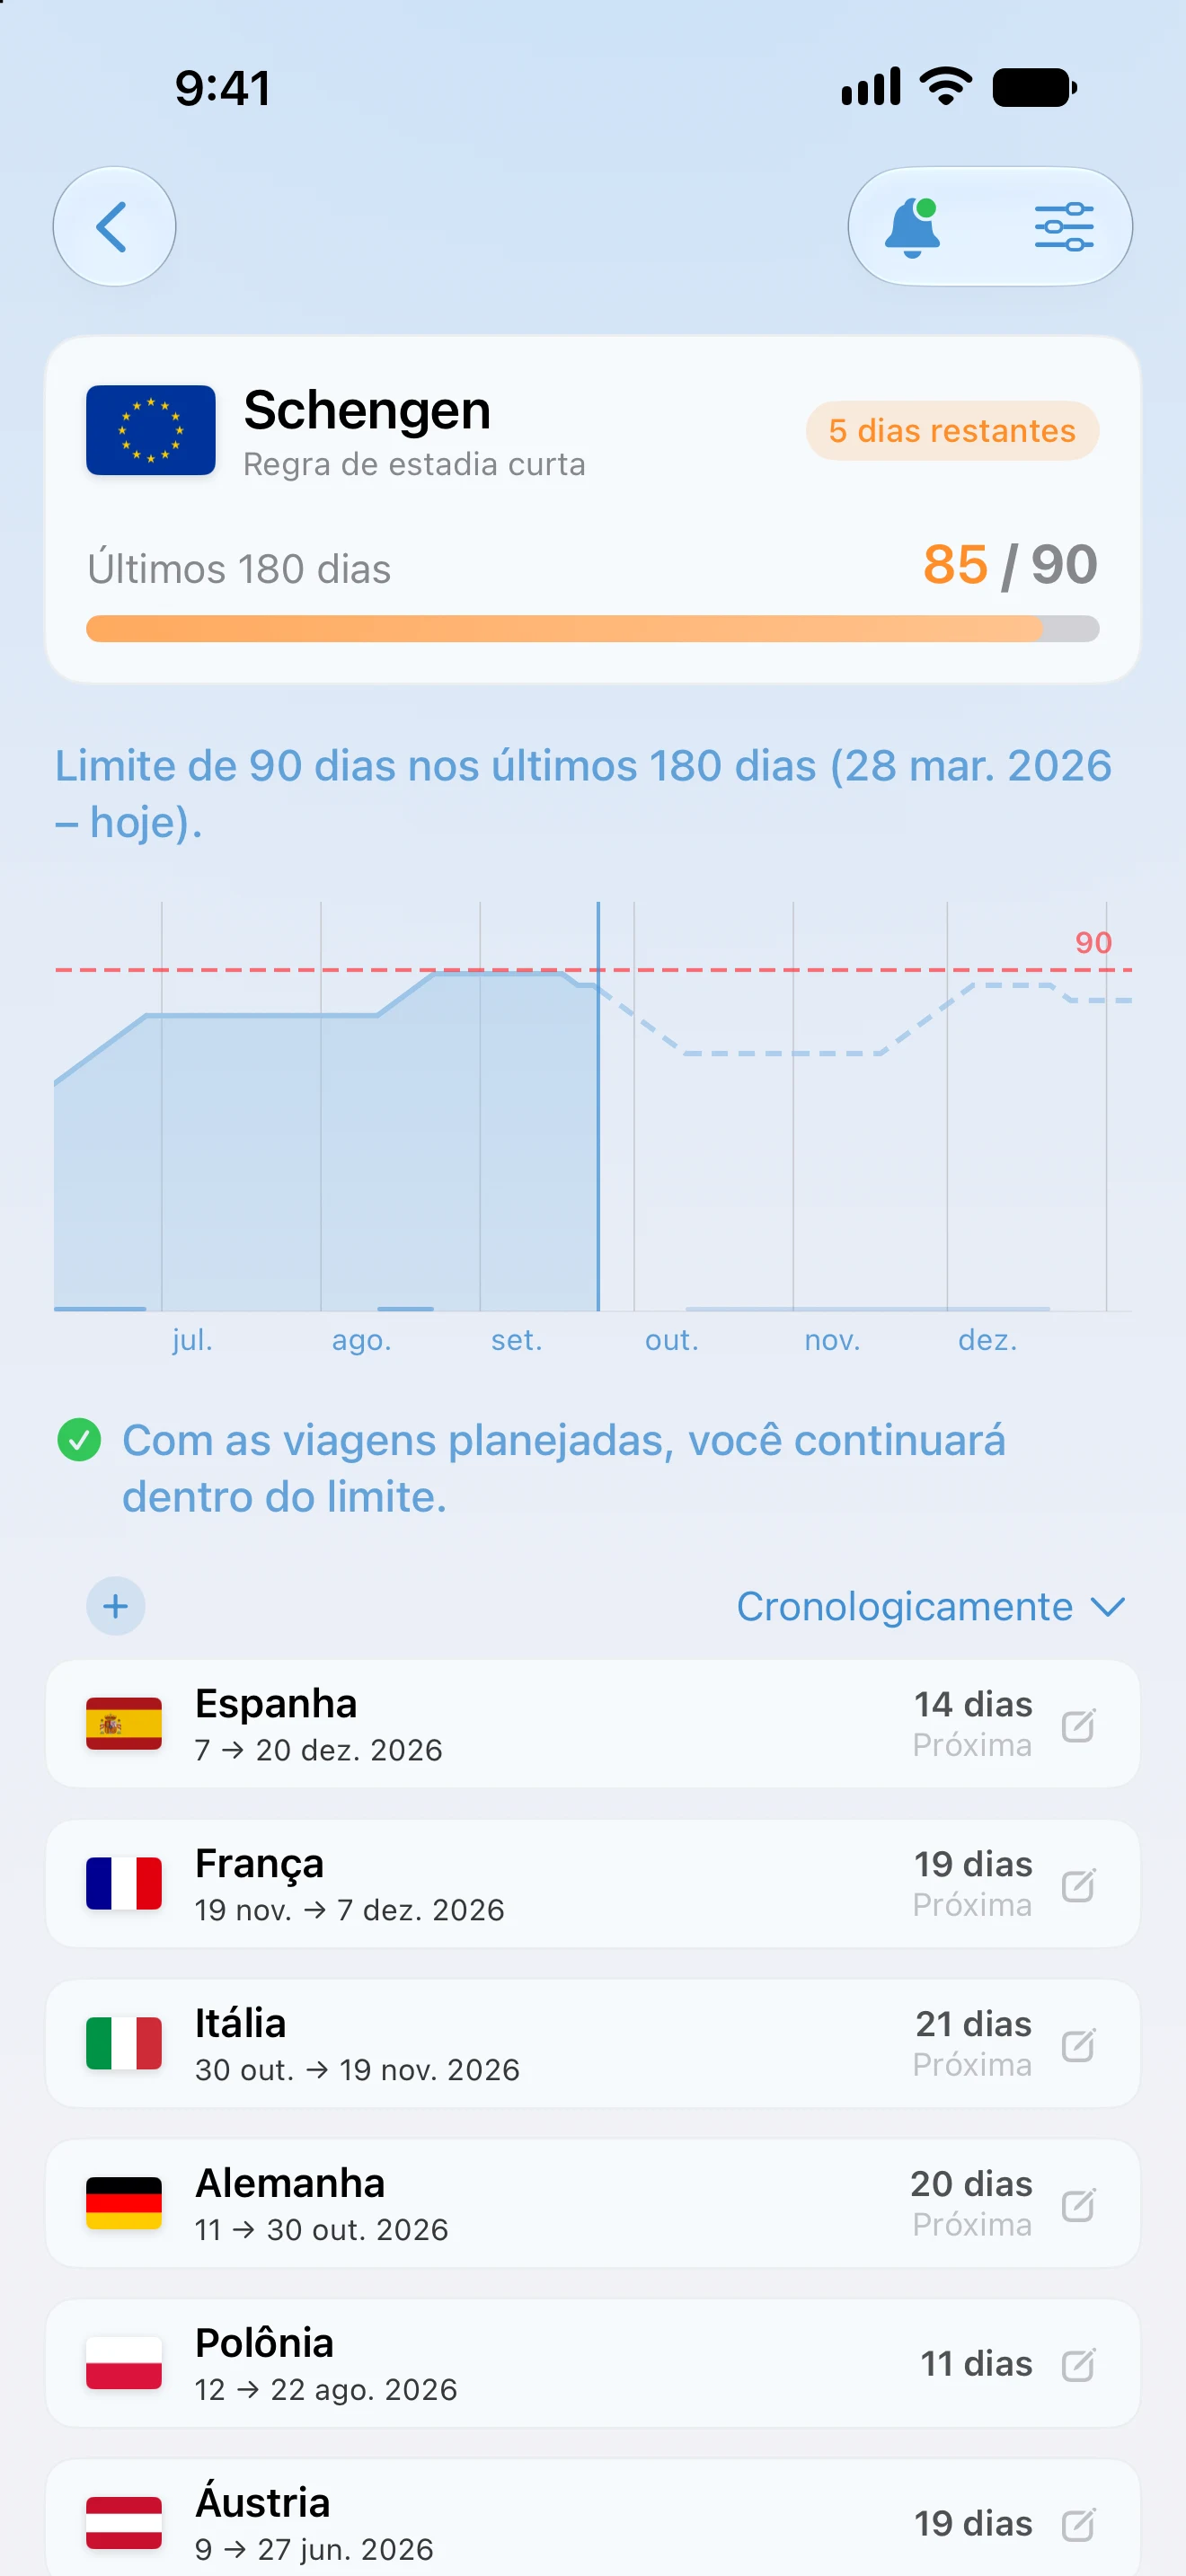 9:41
Schengen
Regra de estadia curta
5 dias restantes
Últimos 180 dias
85 / 90
Limite de 90 dias nos últimos 180 dias (28 mar. 2026
– hoje).
90
jul. ago. set. out. nov. dez.
Com as viagens planejadas, você continuará
dentro do limite.
Cronologicamente
Espanha
7 → 20 dez. 2026
14 dias
Próxima
França
19 nov. → 7 dez. 2026
19 dias
Próxima
Itália
30 out. → 19 nov. 2026
21 dias
Próxima
Alemanha
11 → 30 out. 2026
20 dias
Próxima
Polônia
12 → 22 ago. 2026
11 dias
Áustria
9 → 27 jun. 2026
19 dias